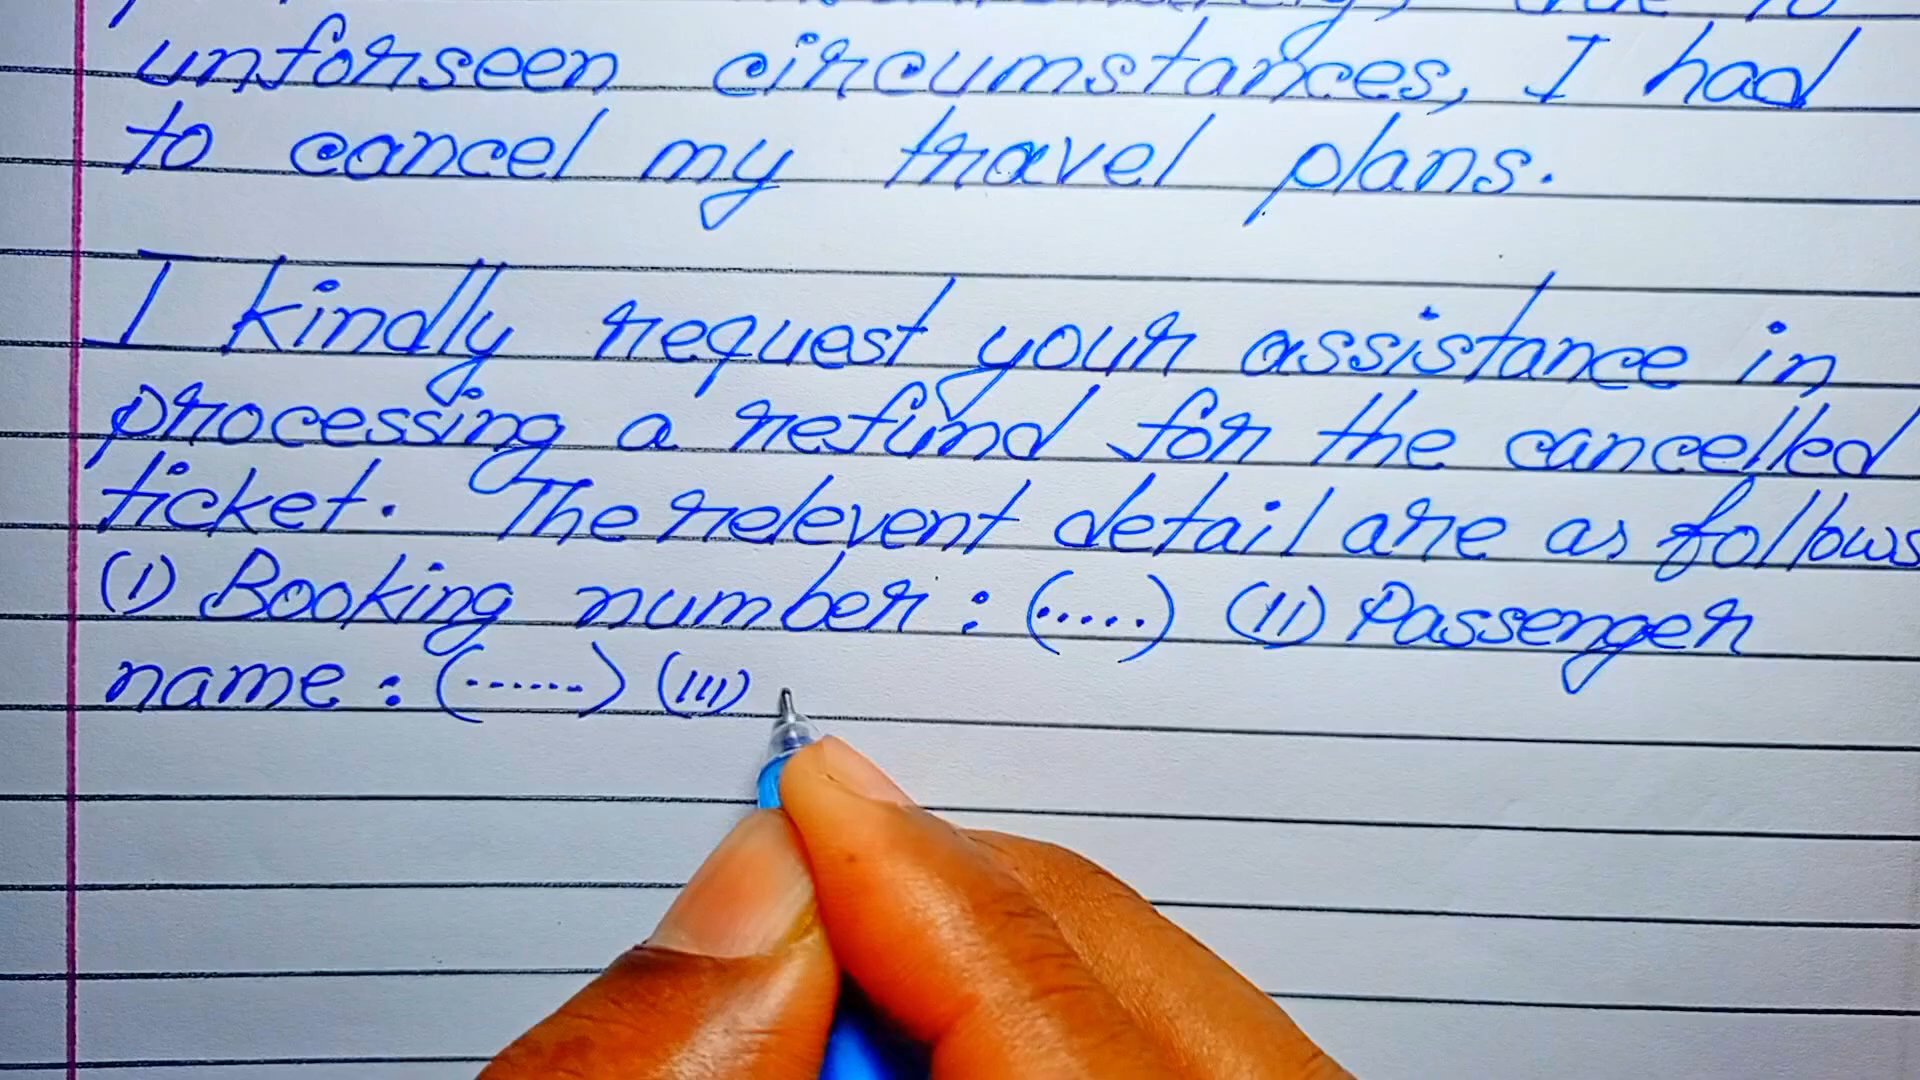 unforseen circumstances, I had
to cancel my travel plans.
I kindly request your assistance in
processing a refund for the cancelled
ticket. The relevent detail are as follows
(I) Booking number : (.....) (II) Passenger
name : (......) (III)